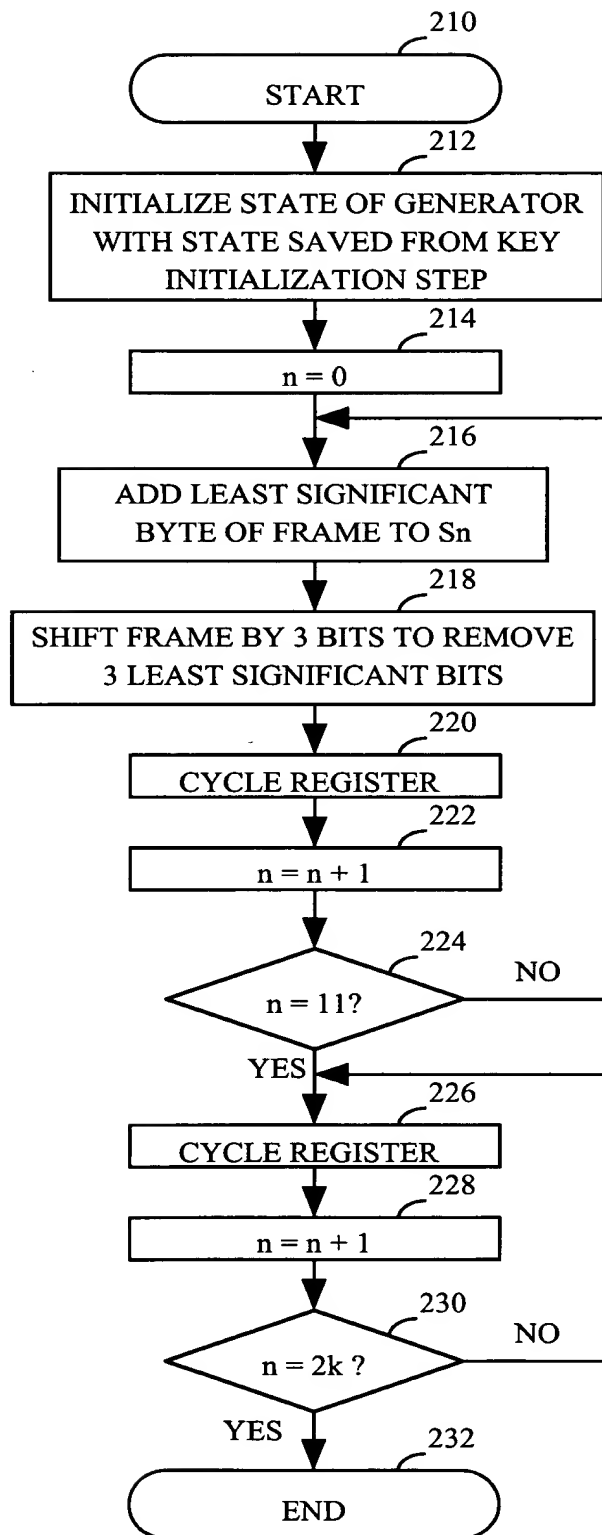 210
START
212
INITIALIZE STATE OF GENERATOR
WITH STATE SAVED FROM KEY
INITIALIZATION STEP
214
n = 0
216
ADD LEAST SIGNIFICANT
BYTE OF FRAME TO Sn
218
SHIFT FRAME BY 3 BITS TO REMOVE
3 LEAST SIGNIFICANT BITS
220
CYCLE REGISTER
222
n = n + 1
224
n = 11?
NO
YES
226
CYCLE REGISTER
228
n = n + 1
230
n = 2k ?
NO
YES
232
END